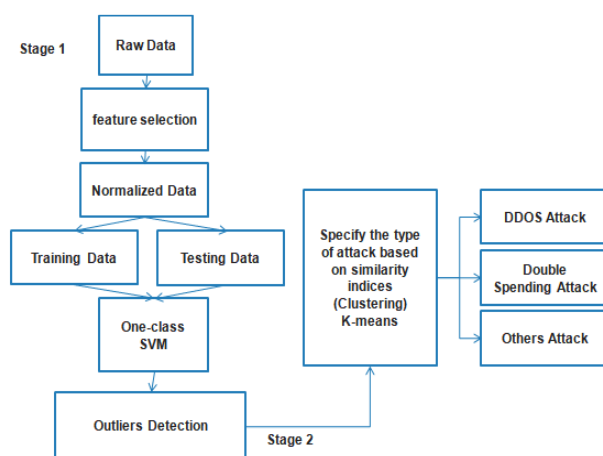 Stage 1
Raw Data
feature selection
Normalized Data
Training Data
Testing Data
One-class
SVM
Outliers Detection
Stage 2
Specify the type
of attack based
on similarity
indices
(Clustering)
K-means
DDOS Attack
Double
Spending Attack
Others Attack